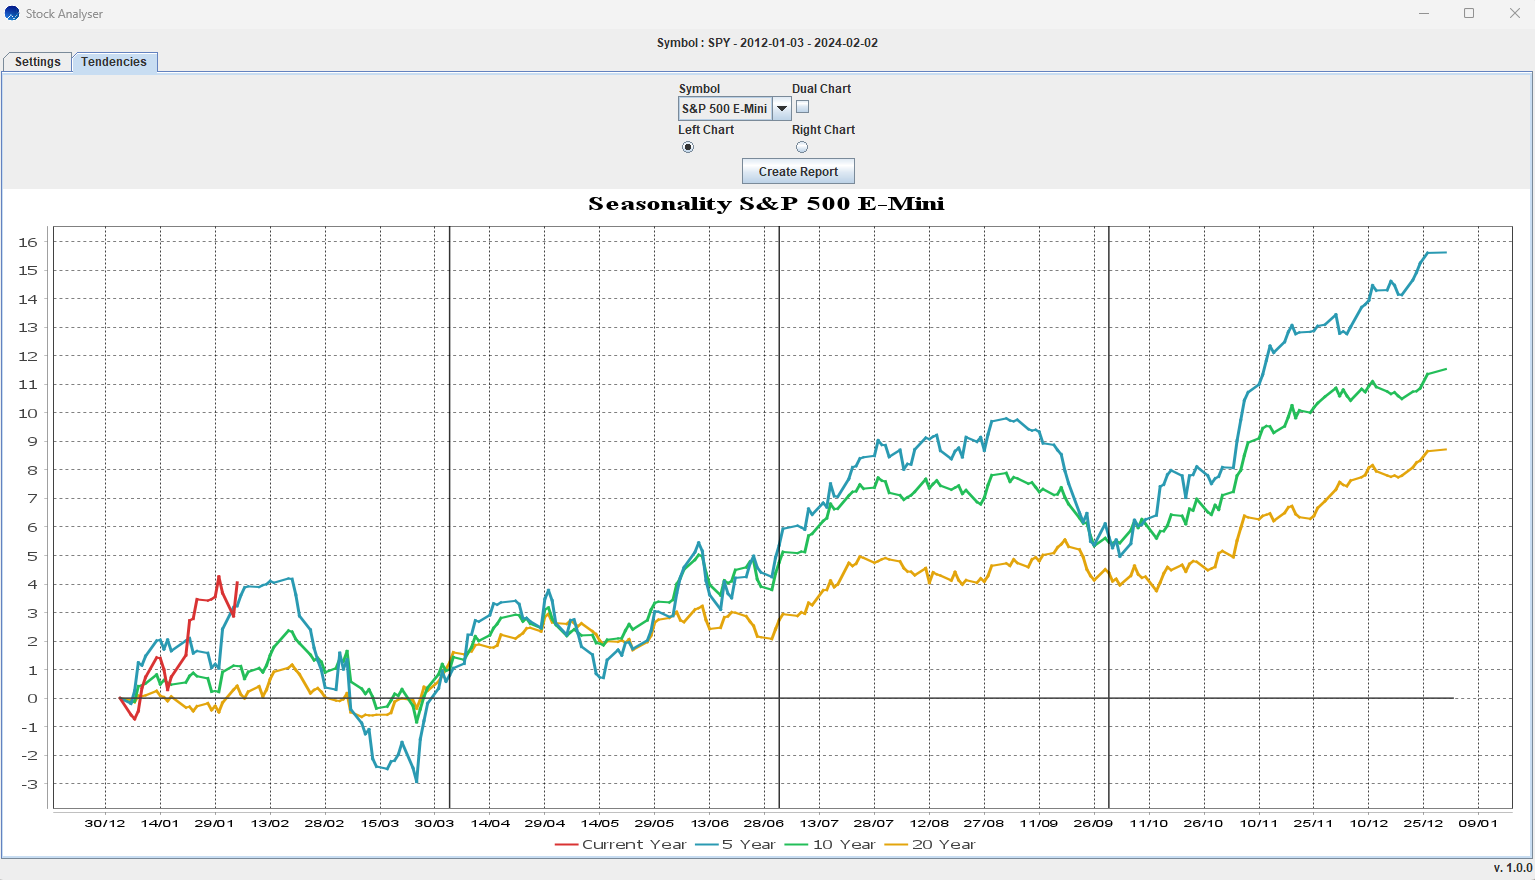 Stock Analyser
Symbol : SPY - 2012-01-03 - 2024-02-02
Settings Tendencies
Symbol Dual Chart
S&P 500 E-Mini
Left Chart Right Chart
Create Report
Seasonality S&P 500 E-Mini
16
15
14
13
12
11
10
9
8
7
6
5
4
3
2
1
0
-1
-2
-3
30/12 14/01 29/01 13/02 28/02 15/03 30/03 14/04 29/04 14/05 29/05 13/06 28/06 13/07 28/07 12/08 27/08 11/09 26/09 11/10 26/10 10/11 25/11 10/12 25/12 09/01
Current Year 5 Year 10 Year 20 Year
v. 1.0.0